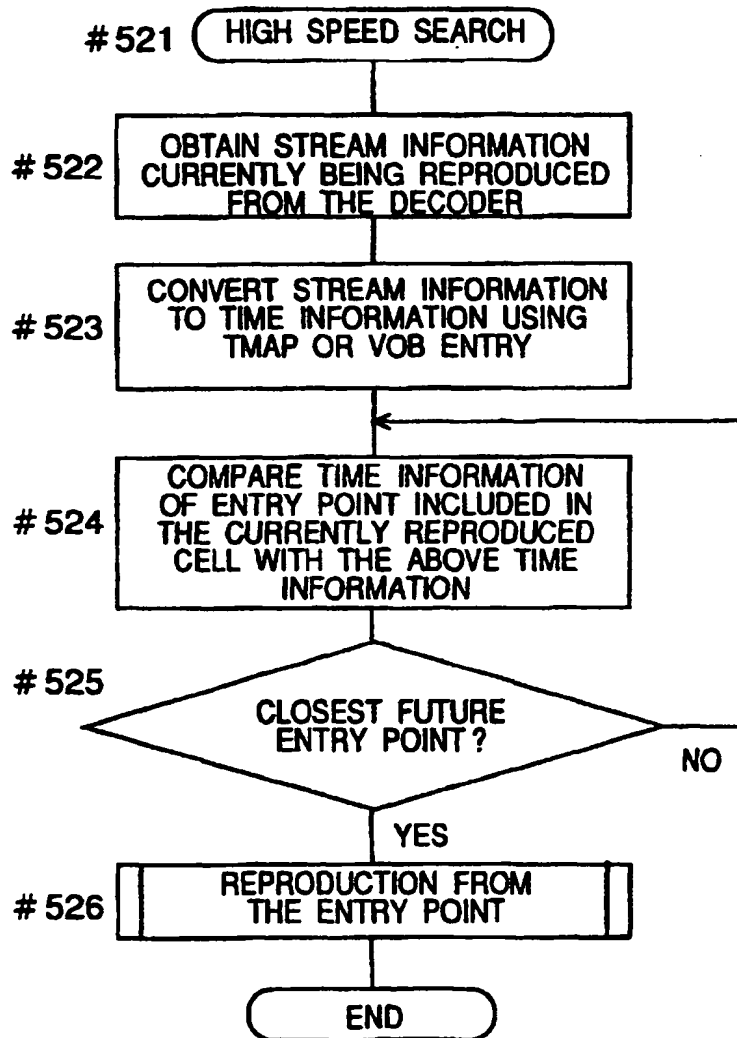 #521 HIGH SPEED SEARCH
#522 OBTAIN STREAM INFORMATION
CURRENTLY BEING REPRODUCED
FROM THE DECODER
#523 CONVERT STREAM INFORMATION
TO TIME INFORMATION USING
TMAP OR VOB ENTRY
#524 COMPARE TIME INFORMATION
OF ENTRY POINT INCLUDED IN
THE CURRENTLY REPRODUCED
CELL WITH THE ABOVE TIME
INFORMATION
#525
CLOSEST FUTURE
ENTRY POINT?
NO
YES
#526 REPRODUCTION FROM
THE ENTRY POINT
END